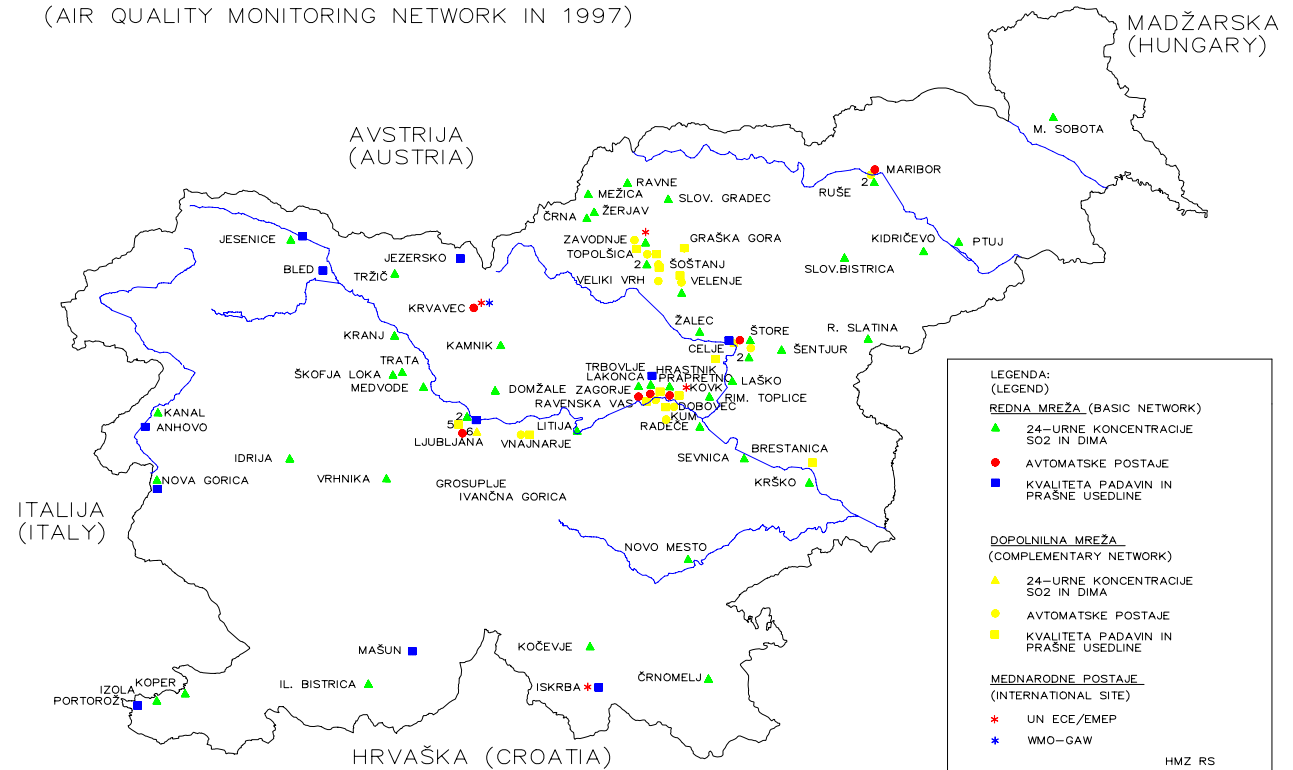 (AIR QUALITY MONITORING NETWORK IN 1997)
MADŽARSKA
(HUNGARY)
AVSTRIJA
(AUSTRIA)
M. SOBOTA
MARIBOR
2
RUŠE
RAVNE
MEŽICA
SLOV. GRADEC
ŽERJAV
ČRNA
ZAVODNJE
GRAŠKA GORA
TOPOLŠICA
2
ŠOŠTANJ
VELIKI VRH
VELENJE
KIDRIČEVO
PTUJ
SLOV.BISTRICA
JESENICE
JEZERSKO
BLED
TRŽIČ
KRVAVEC
KRANJ
KAMNIK
ŽALEC
ŠTORE
R. SLATINA
CELJE
2
ŠENTJUR
TRATA
ŠKOFJA LOKA
MEDVODE
DOMŽALE
TRBOVLJE
HRASTNIK
LAKONCA
PRAPRETNO
ZAGORJE
KOVK
RAVENSKA VAS
LAŠKO
RIM. TOPLICE
DOBOVEC
KUM
RADEČE
KANAL
ANHOVO
2
5
6
LJUBLJANA
VNAJNARJE
LITIJA
IDRIJA
VRHNIKA
NOVA GORICA
GROSUPLJE
IVANČNA GORICA
SEVNICA
BRESTANICA
KRŠKO
ITALIJA
(ITALY)
NOVO MESTO
MAŠUN
KOČEVJE
IL. BISTRICA
ISKRBA
ČRNOMELJ
KOPER
IZOLA
PORTOROŽ
HRVAŠKA (CROATIA)
LEGENDA:
(LEGEND)
REDNA MREŽA (BASIC NETWORK)
24-URNE KONCENTRACIJE
SO2 IN DIMA
AVTOMATSKE POSTAJE
KVALITETA PADAVIN IN
PRAŠNE USEDLINE
DOPOLNILNA MREŽA
(COMPLEMENTARY NETWORK)
24-URNE KONCENTRACIJE
SO2 IN DIMA
AVTOMATSKE POSTAJE
KVALITETA PADAVIN IN
PRAŠNE USEDLINE
MEDNARODNE POSTAJE
(INTERNATIONAL SITE)
UN ECE/EMEP
WMO-GAW
HMZ RS